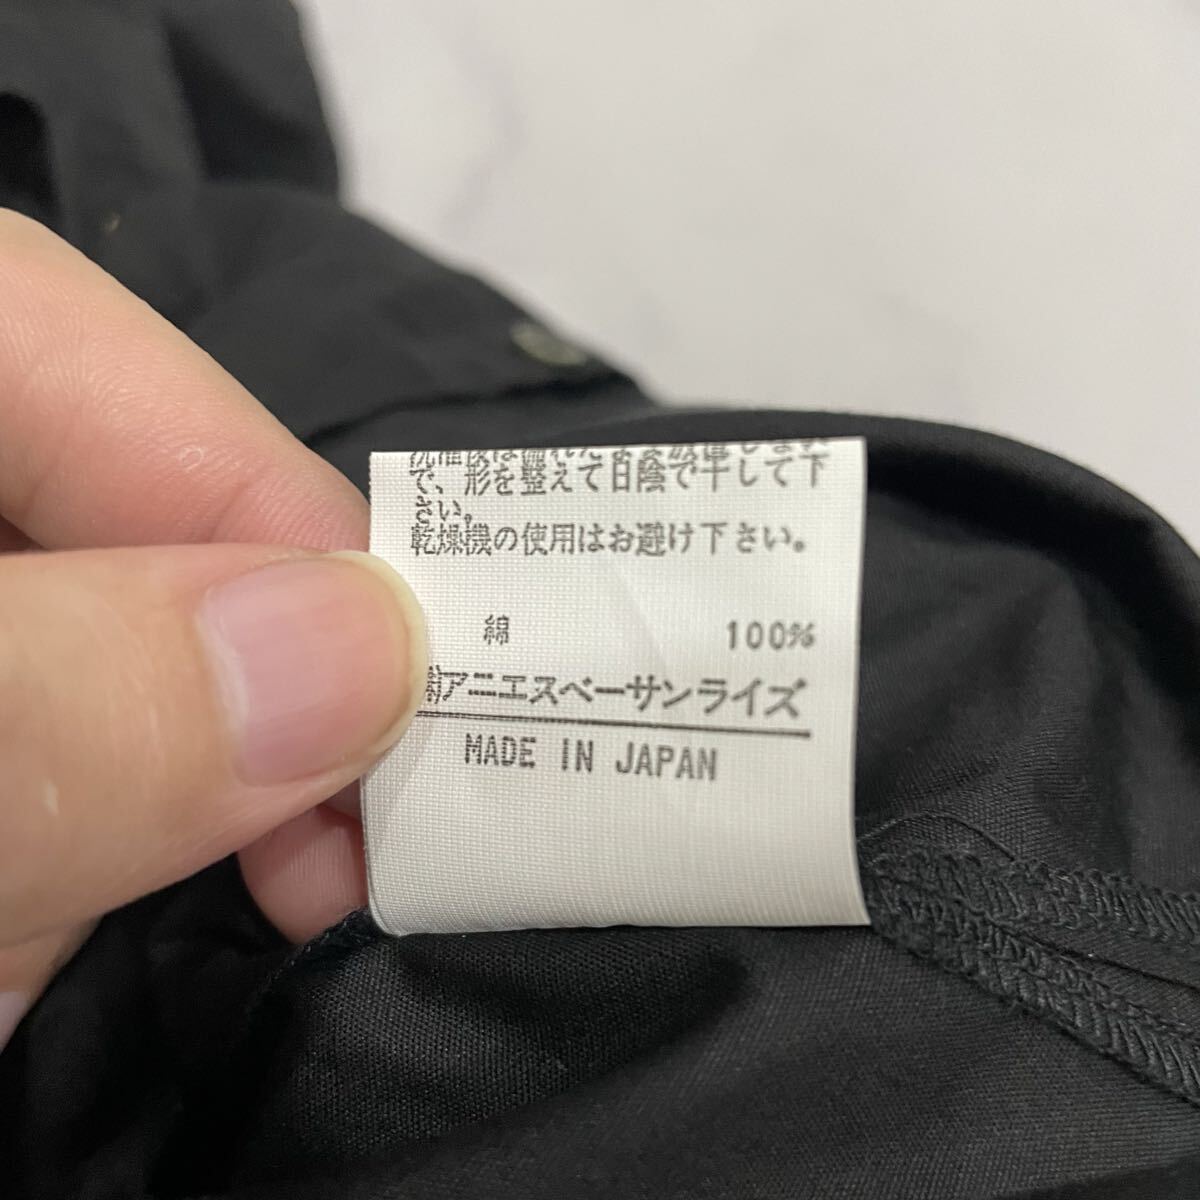 で、形を整えて日陰で干して下
さい。
乾燥機の使用はお避け下さい。
綿 100%
㈱アニエスベーサンライズ
MADE IN JAPAN